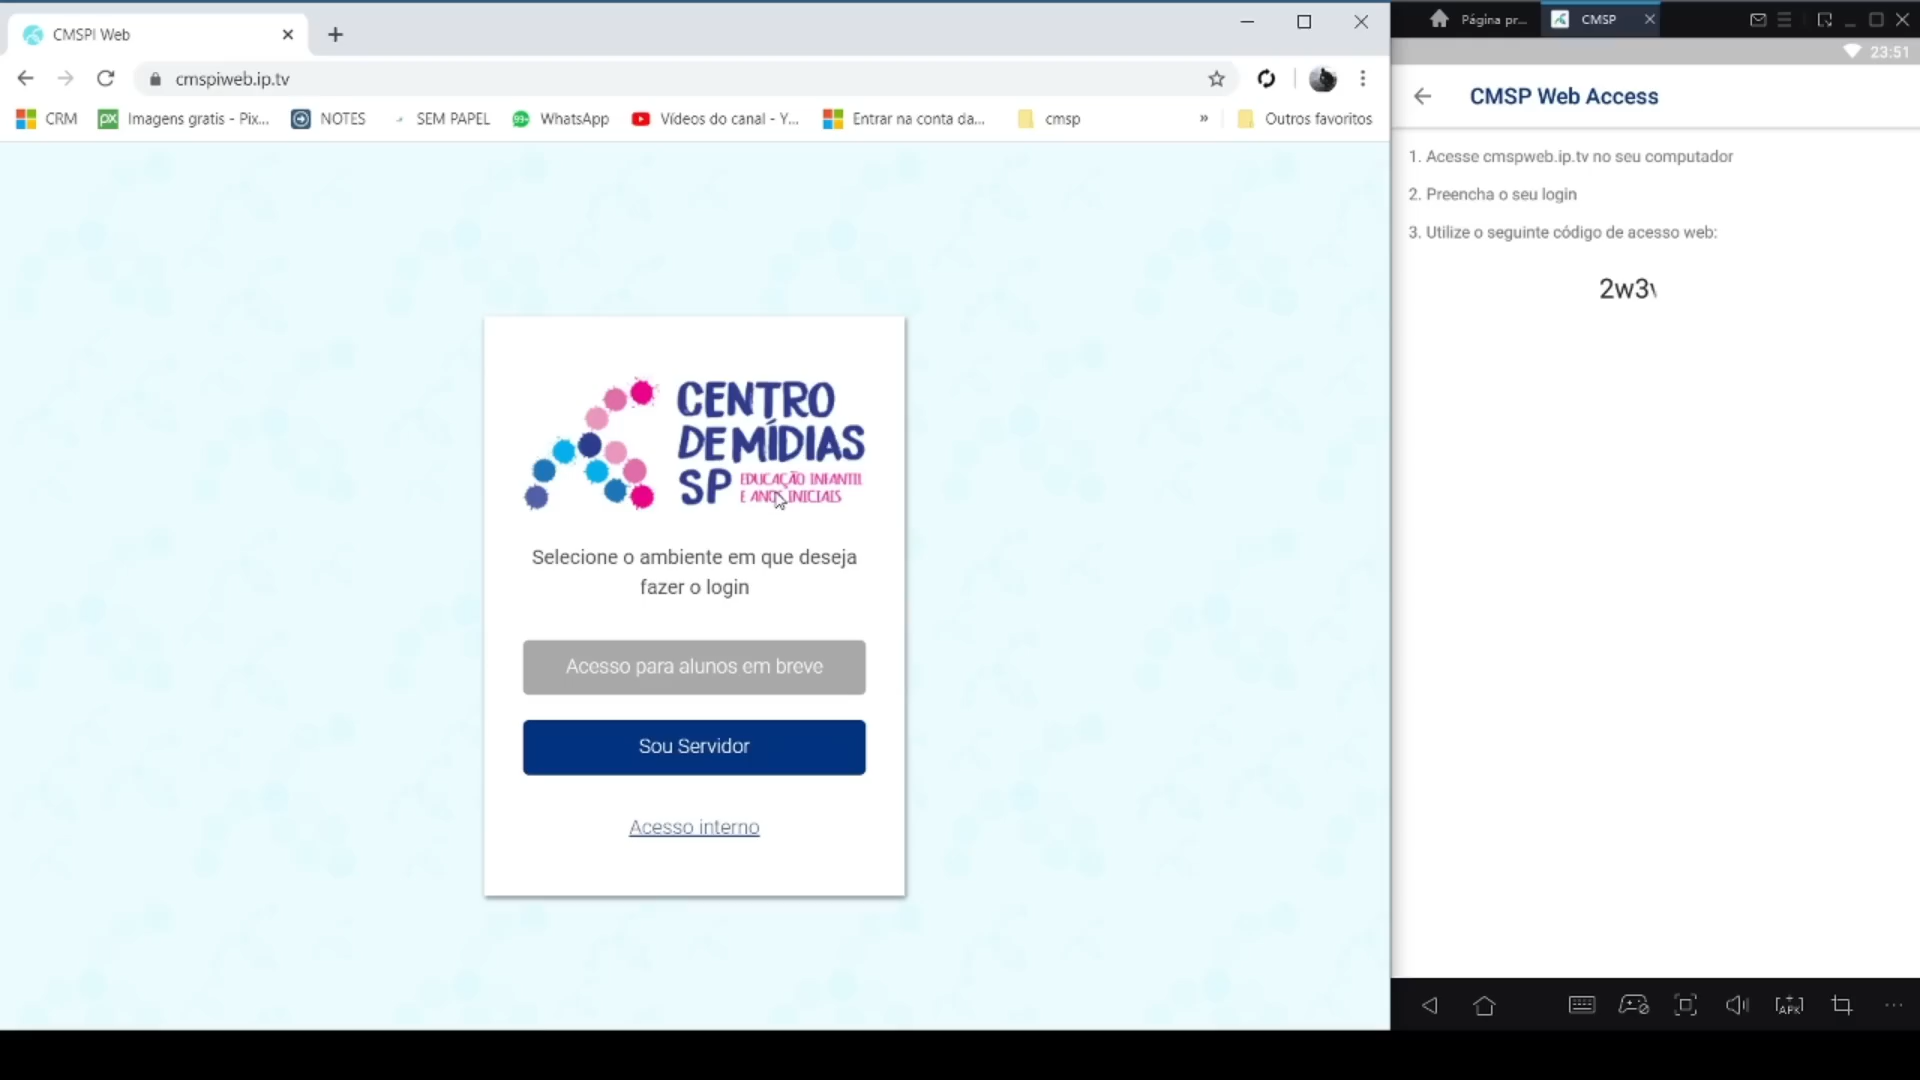 CMSPI Web
cmspiweb.ip.tv
CRM
Imagens gratis - Pix...
NOTES
SEM PAPEL
99+
WhatsApp
Vídeos do canal - Y...
Entrar na conta da...
cmsp
»
Outros favoritos
CENTRO
DE MÍDIAS
SP
EDUCAÇÃO INFANTIL
E ANOS INICIAIS
Selecione o ambiente em que deseja
fazer o login
Acesso para alunos em breve
Sou Servidor
Acesso interno
Página pr...
CMSP
23:51
CMSP Web Access
1. Acesse cmspweb.ip.tv no seu computador
2. Preencha o seu login
3. Utilize o seguinte código de acesso web:
2w3
APK